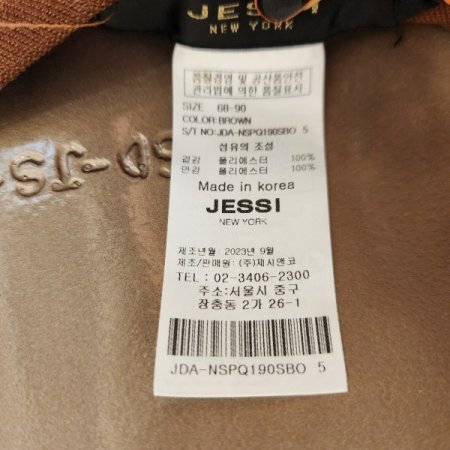 JESSI
NEW YORK
품질경영 및 공산품안전
관리법에 의한 품질표시
SIZE 68-90
COLOR:BROWN
S/T NO:JDA-NSPQ190SBO 5
섬유의 조성
겉감 폴리에스터 100%
안감 폴리에스터 100%
Made in korea
JESSI
NEW YORK
제조년월 : 2023년 9월
제조/판매원 : (주)제시앤코
TEL : 02-3406-2300
주소:서울시 중구
장충동 2가 26-1
JDA-NSPQ190SBO 5